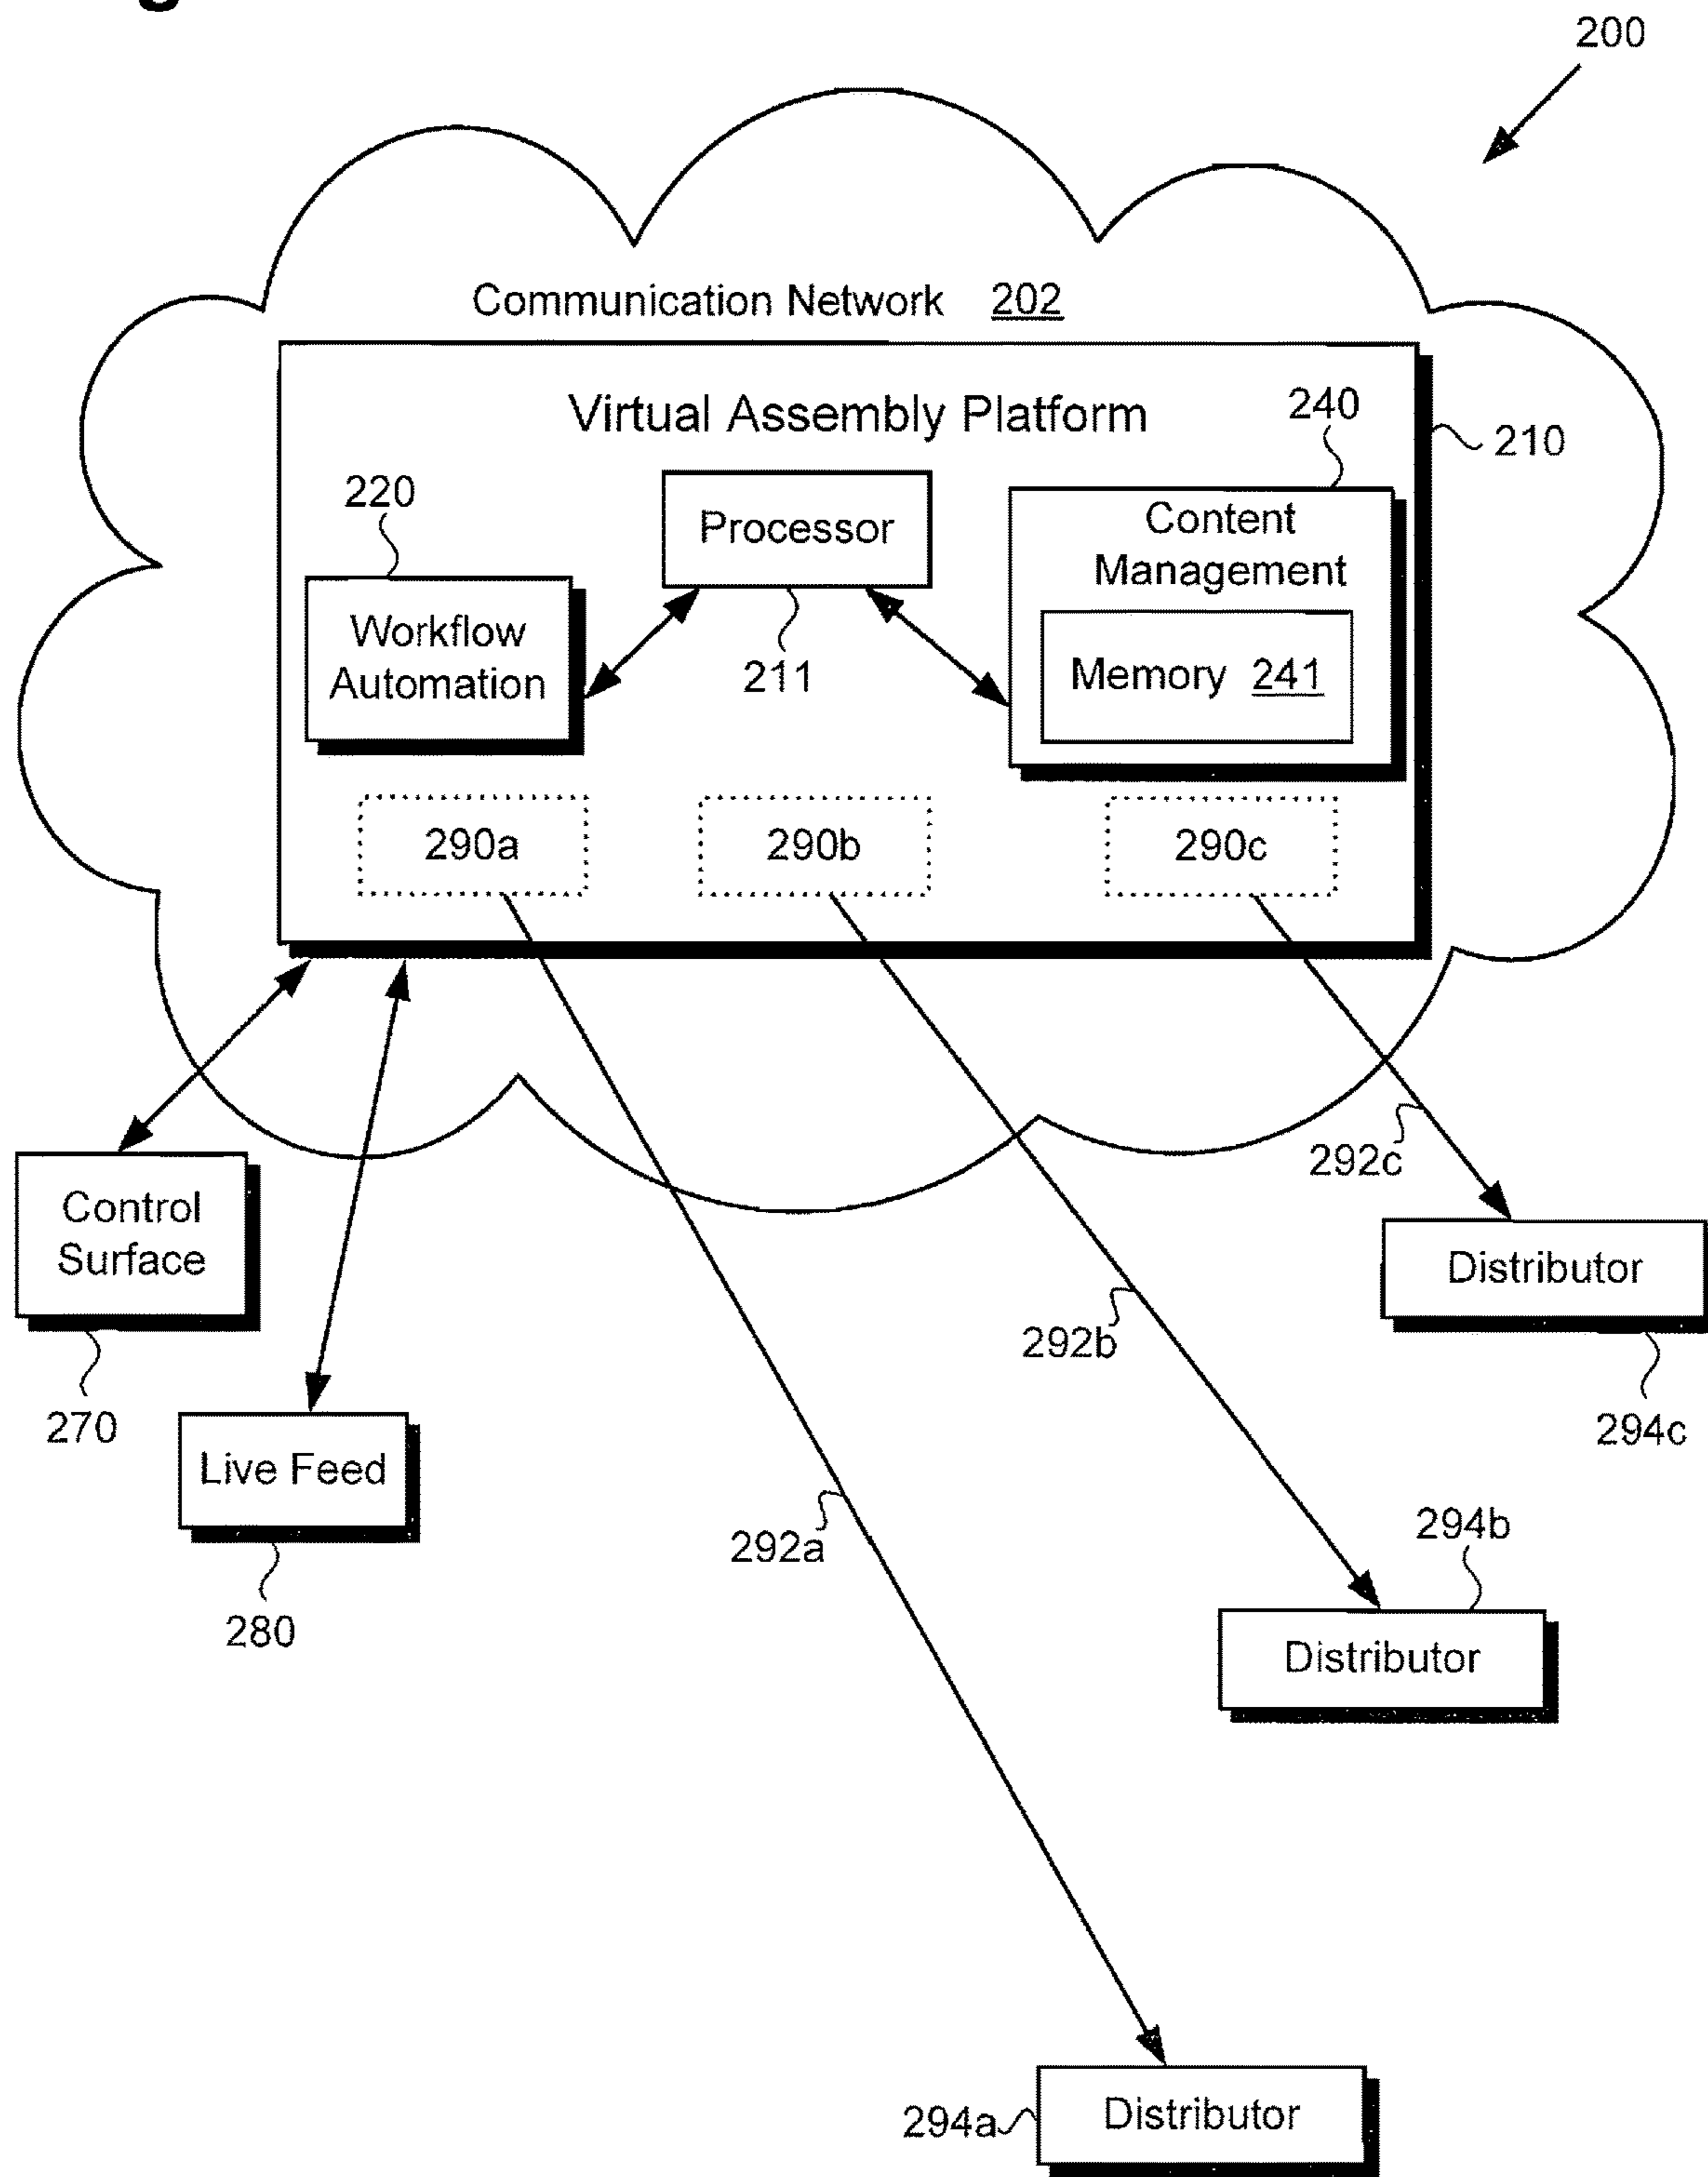 200
Communication Network 202
Virtual Assembly Platform
240
210
220
Processor
Content
Management
Workflow
Automation
211
Memory 241
290a
290b
290c
292c
Control
Surface
Distributor
292b
270
294c
Live Feed
292a
294b
280
Distributor
294a
Distributor